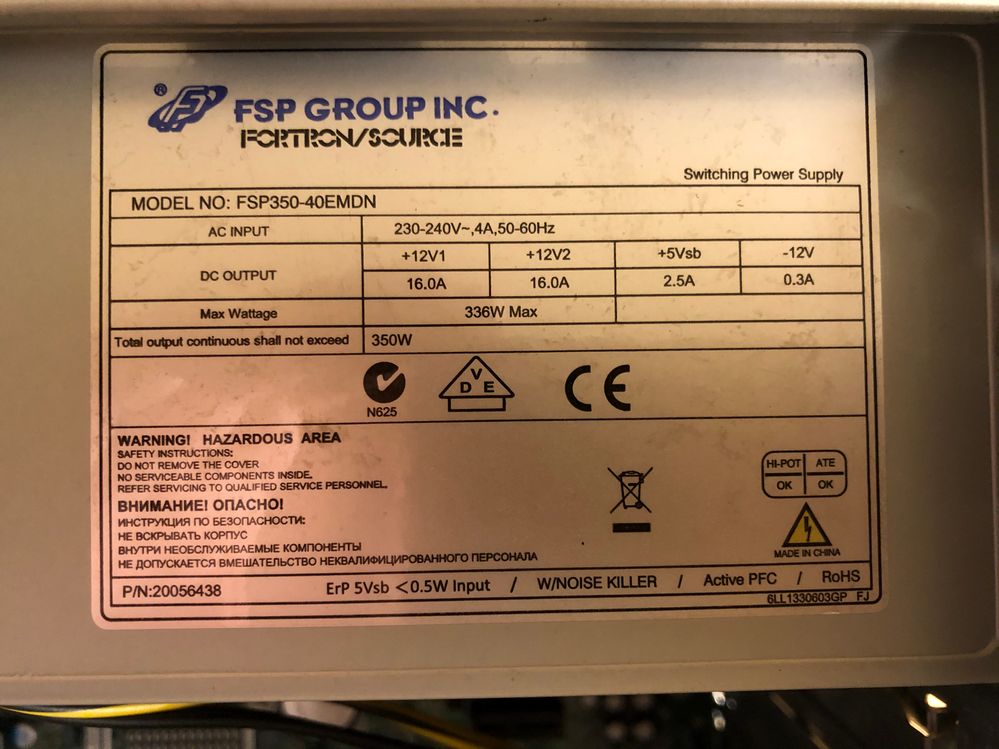 ® FSP GROUP INC.
FORTRON/SOURCE
Switching Power Supply
MODEL NO: FSP350-40EMDN
AC INPUT 230-240V~,4A,50-60Hz
DC OUTPUT +12V1 +12V2 +5Vsb -12V
16.0A 16.0A 2.5A 0.3A
Max Wattage 336W Max
Total output continuous shall not exceed 350W
N625
V
D E
CE
WARNING! HAZARDOUS AREA
SAFETY INSTRUCTIONS:
DO NOT REMOVE THE COVER
NO SERVICEABLE COMPONENTS INSIDE.
REFER SERVICING TO QUALIFIED SERVICE PERSONNEL.
ВНИМАНИЕ! ОПАСНО!
ИНСТРУКЦИЯ ПО БЕЗОПАСНОСТИ:
НЕ ВСКРЫВАТЬ КОРПУС
ВНУТРИ НЕОБСЛУЖИВАЕМЫЕ КОМПОНЕНТЫ
НЕ ДОПУСКАЕТСЯ ВМЕШАТЕЛЬСТВО НЕКВАЛИФИЦИРОВАННОГО ПЕРСОНАЛА
HI-POT ATE
OK OK
MADE IN CHINA
P/N:20056438 ErP 5Vsb <0.5W Input / W/NOISE KILLER / Active PFC / RoHS
6LL1330603GP FJ